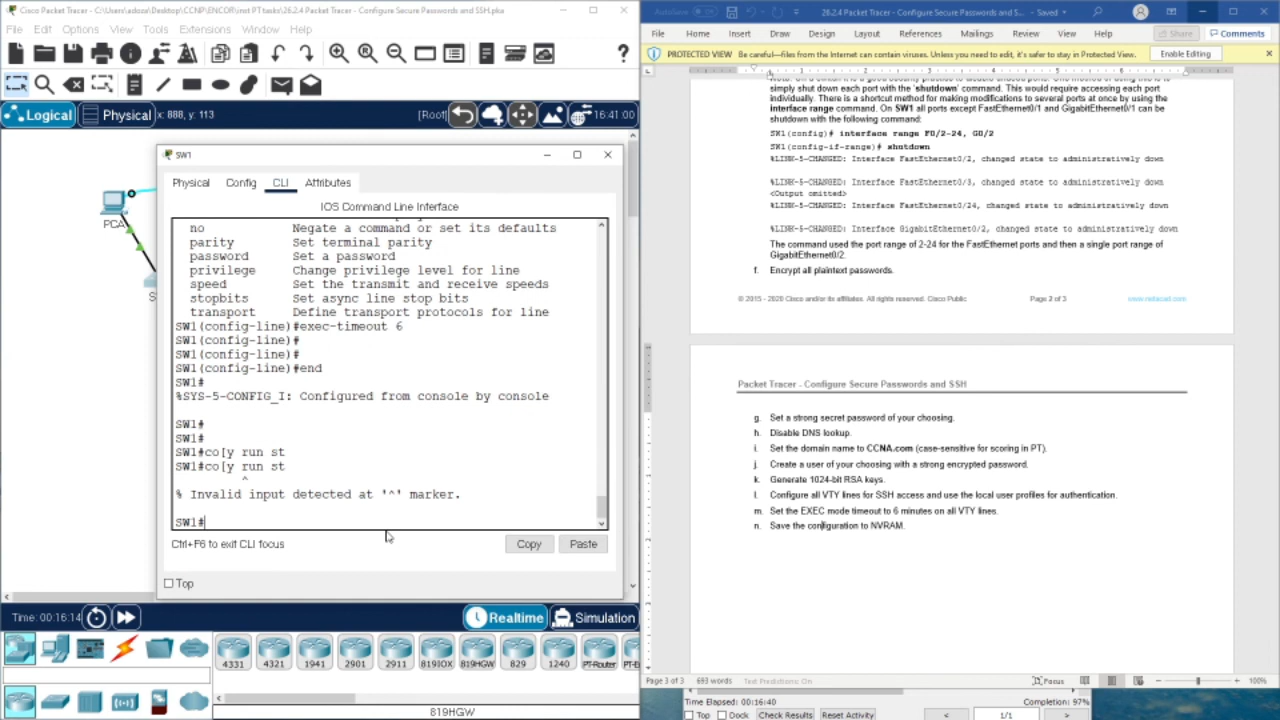 Cisco Packet Tracer - C:\Users\adoza\Desktop\CCNP\ENCOR\inst PT tasks\26.2.4 Packet Tracer - Configure Secure Passwords and SSH.pka
File Edit Options View Tools Extensions Window Help
?
Logical Physical x: 888, y: 113 [Root] 16:41:00
PCA
S
SW1
Physical Config CLI Attributes
IOS Command Line Interface
no Negate a command or set its defaults
parity Set terminal parity
password Set a password
privilege Change privilege level for line
speed Set the transmit and receive speeds
stopbits Set async line stop bits
transport Define transport protocols for line
SW1(config-line)#exec-timeout 6
SW1(config-line)#
SW1(config-line)#
SW1(config-line)#end
SW1#
%SYS-5-CONFIG_I: Configured from console by console
SW1#
SW1#
SW1#co[y run st
SW1#co[y run st
^
% Invalid input detected at '^' marker.
SW1#
Ctrl+F6 to exit CLI focus Copy Paste
Top
Time: 00:16:14 Realtime Simulation
4331 4321 1941 2901 2911 819IOX 819HGW 829 1240 PT-Router
819HGW
AutoSave Off 26.2.4 Packet Tracer - Configure Secure Passwords and S... - Saved
File Home Insert Draw Design Layout References Mailings Review View Help Share Comments
PROTECTED VIEW Be careful—files from the Internet can contain viruses. Unless you need to edit, it's safer to stay in Protected View. Enable Editing
simply shut down each port with the 'shutdown' command. This would require accessing each port
individually. There is a shortcut method for making modifications to several ports at once by using the
interface range command. On SW1 all ports except FastEthernet0/1 and GigabitEthernet0/1 can be
shutdown with the following command:
SW1(config)# interface range F0/2-24, G0/2
SW1(config-if-range)# shutdown
%LINK-5-CHANGED: Interface FastEthernet0/2, changed state to administratively down
%LINK-5-CHANGED: Interface FastEthernet0/3, changed state to administratively down
<Output omitted>
%LINK-5-CHANGED: Interface FastEthernet0/24, changed state to administratively down
%LINK-5-CHANGED: Interface GigabitEthernet0/2, changed state to administratively down
The command used the port range of 2-24 for the FastEthernet ports and then a single port range of
GigabitEthernet0/2.
f. Encrypt all plaintext passwords.
© 2015 - 2020 Cisco and/or its affiliates. All rights reserved. Cisco Public Page 2 of 3 www.netacad.com
Packet Tracer - Configure Secure Passwords and SSH
g. Set a strong secret password of your choosing.
h. Disable DNS lookup.
i. Set the domain name to CCNA.com (case-sensitive for scoring in PT).
j. Create a user of your choosing with a strong encrypted password.
k. Generate 1024-bit RSA keys.
l. Configure all VTY lines for SSH access and use the local user profiles for authentication.
m. Set the EXEC mode timeout to 6 minutes on all VTY lines.
n. Save the configuration to NVRAM.
Page 3 of 3 693 words Text Predictions: On Focus 100%
Time Elapsed: 00:16:40 Completion: 97%
Top Dock Check Results Reset Activity < 1/1 >